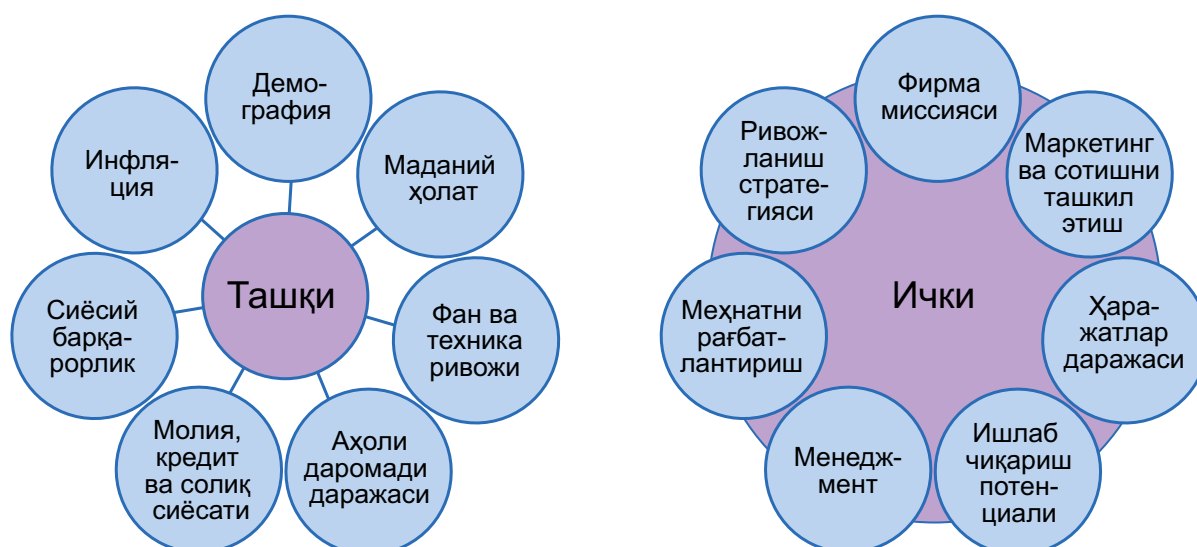 Ташқи
Демо-
графия
Маданий
ҳолат
Фан ва
техника
ривожи
Аҳоли
даромади
даражаси
Молия,
кредит
ва солиқ
сиёсати
Сиёсий
барқа-
рорлик
Инфля-
ция
Ички
Фирма
миссияси
Маркетинг
ва сотишни
ташкил
этиш
Ҳара-
жатлар
даражаси
Ишлаб
чиқариш
потен-
циали
Менедж-
мент
Меҳнатни
рағбат-
лантириш
Ривож-
ланиш
страте-
гияси